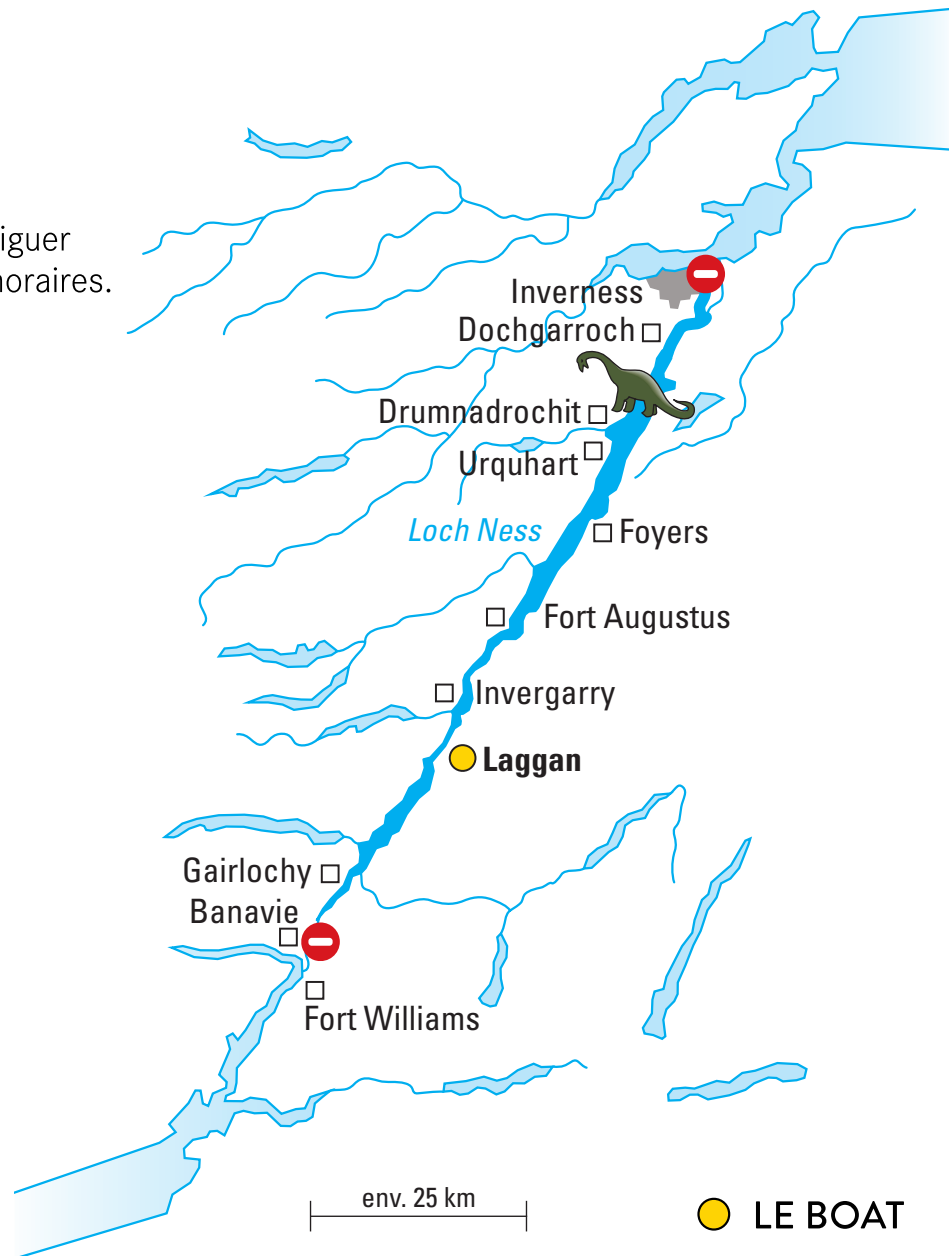 iguer
horaires.
Inverness
Dochgarroch
Drumnadrochit
Urquhart
Loch Ness
Foyers
Fort Augustus
Invergarry
Laggan
Gairlochy
Banavie
Fort Williams
env. 25 km
LE BOAT